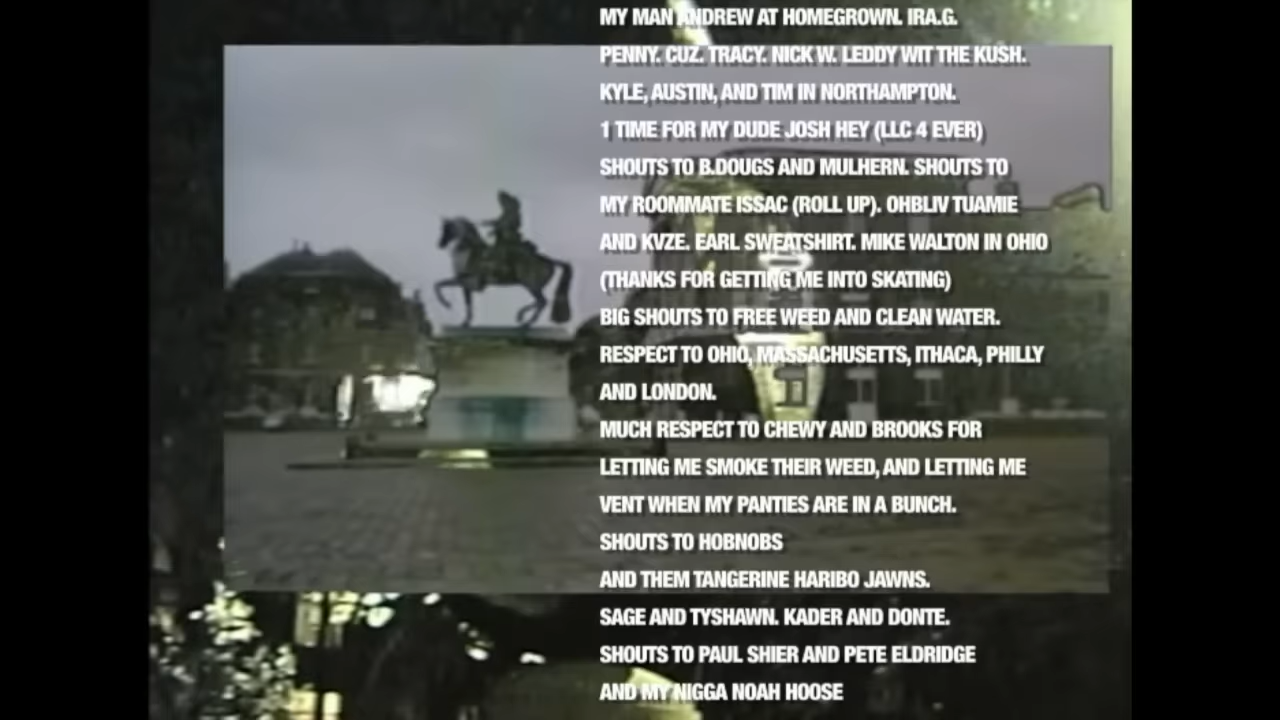 MY MAN ANDREW AT HOMEGROWN. IRA.G.
PENNY. CUZ. TRACY. NICK W. LEDDY WIT THE KUSH.
KYLE, AUSTIN, AND TIM IN NORTHAMPTON.
1 TIME FOR MY DUDE JOSH HEY (LLC 4 EVER)
SHOUTS TO B.DOUGS AND MULHERN. SHOUTS TO
MY ROOMMATE ISSAC (ROLL UP). OHBLIV TUAMIE
AND KVZE. EARL SWEATSHIRT. MIKE WALTON IN OHIO
(THANKS FOR GETTING ME INTO SKATING)
BIG SHOUTS TO FREE WEED AND CLEAN WATER.
RESPECT TO OHIO, MASSACHUSETTS, ITHACA, PHILLY
AND LONDON.
MUCH RESPECT TO CHEWY AND BROOKS FOR
LETTING ME SMOKE THEIR WEED, AND LETTING ME
VENT WHEN MY PANTIES ARE IN A BUNCH.
SHOUTS TO HOBNOBS
AND THEM TANGERINE HARIBO JAWNS.
SAGE AND TYSHAWN. KADER AND DONTE.
SHOUTS TO PAUL SHIER AND PETE ELDRIDGE
AND MY NIGGA NOAH HOOSE